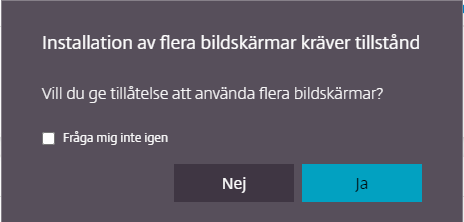 Installation av flera bildskärmar kräver tillstånd
Vill du ge tillåtelse att använda flera bildskärmar?
Fråga mig inte igen
Nej
Ja